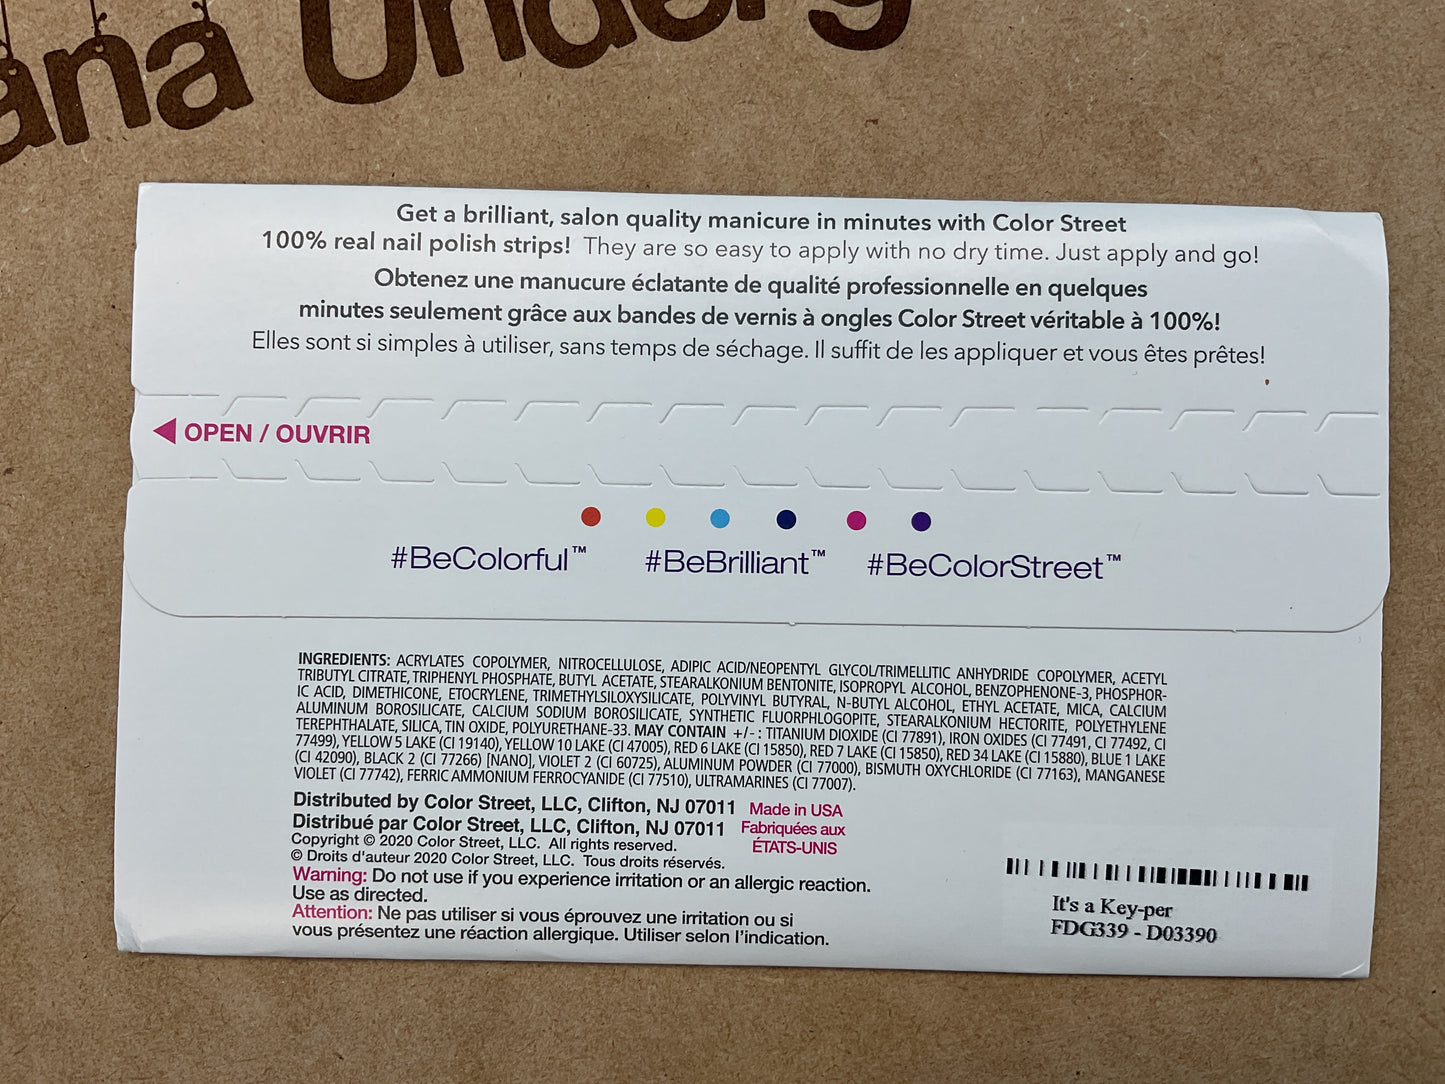 ana Underg
Get a brilliant, salon quality manicure in minutes with Color Street
100% real nail polish strips! They are so easy to apply with no dry time. Just apply and go!
Obtenez une manucure éclatante de qualité professionnelle en quelques
minutes seulement grâce aux bandes de vernis à ongles Color Street véritable à 100%!
Elles sont si simples à utiliser, sans temps de séchage. Il suffit de les appliquer et vous êtes prêtes!
OPEN / OUVRIR
#BeColorful™ #BeBrilliant™ #BeColorStreet™
INGREDIENTS: ACRYLATES COPOLYMER, NITROCELLULOSE, ADIPIC ACID/NEOPENTYL GLYCOL/TRIMELLITIC ANHYDRIDE COPOLYMER, ACETYL
TRIBUTYL CITRATE, TRIPHENYL PHOSPHATE, BUTYL ACETATE, STEARALKONIUM BENTONITE, ISOPROPYL ALCOHOL, BENZOPHENONE-3, PHOSPHOR-
IC ACID, DIMETHICONE, ETOCRYLENE, TRIMETHYLSILOXYSILICATE, POLYVINYL BUTYRAL, N-BUTYL ALCOHOL, ETHYL ACETATE, MICA, CALCIUM
ALUMINUM BOROSILICATE, CALCIUM SODIUM BOROSILICATE, SYNTHETIC FLUORPHLOGOPITE, STEARALKONIUM HECTORITE, POLYETHYLENE
TEREPHTHALATE, SILICA, TIN OXIDE, POLYURETHANE-33. MAY CONTAIN +/- : TITANIUM DIOXIDE (CI 77891), IRON OXIDES (CI 77491, CI 77492, CI
77499), YELLOW 5 LAKE (CI 19140), YELLOW 10 LAKE (CI 47005), RED 6 LAKE (CI 15850), RED 7 LAKE (CI 15850), RED 34 LAKE (CI 15880), BLUE 1 LAKE
(CI 42090), BLACK 2 (CI 77266) [NANO], VIOLET 2 (CI 60725), ALUMINUM POWDER (CI 77000), BISMUTH OXYCHLORIDE (CI 77163), MANGANESE
VIOLET (CI 77742), FERRIC AMMONIUM FERROCYANIDE (CI 77510), ULTRAMARINES (CI 77007).
Distributed by Color Street, LLC, Clifton, NJ 07011 Made in USA
Distribué par Color Street, LLC, Clifton, NJ 07011 Fabriquées aux
ÉTATS-UNIS
Copyright © 2020 Color Street, LLC. All rights reserved.
© Droits d'auteur 2020 Color Street, LLC. Tous droits réservés.
Warning: Do not use if you experience irritation or an allergic reaction.
Use as directed.
Attention: Ne pas utiliser si vous éprouvez une irritation ou si
vous présentez une réaction allergique. Utiliser selon l'indication.
It's a Key-per
FDG339 - D03390